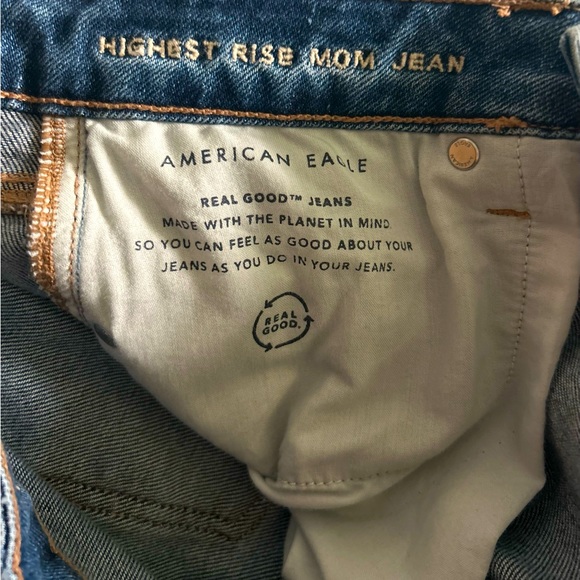 HIGHEST RISE MOM JEAN
AMERICAN EAGLE
REAL GOOD™ JEANS
MADE WITH THE PLANET IN MIND
SO YOU CAN FEEL AS GOOD ABOUT YOUR
JEANS AS YOU DO IN YOUR JEANS.
REAL
GOOD.